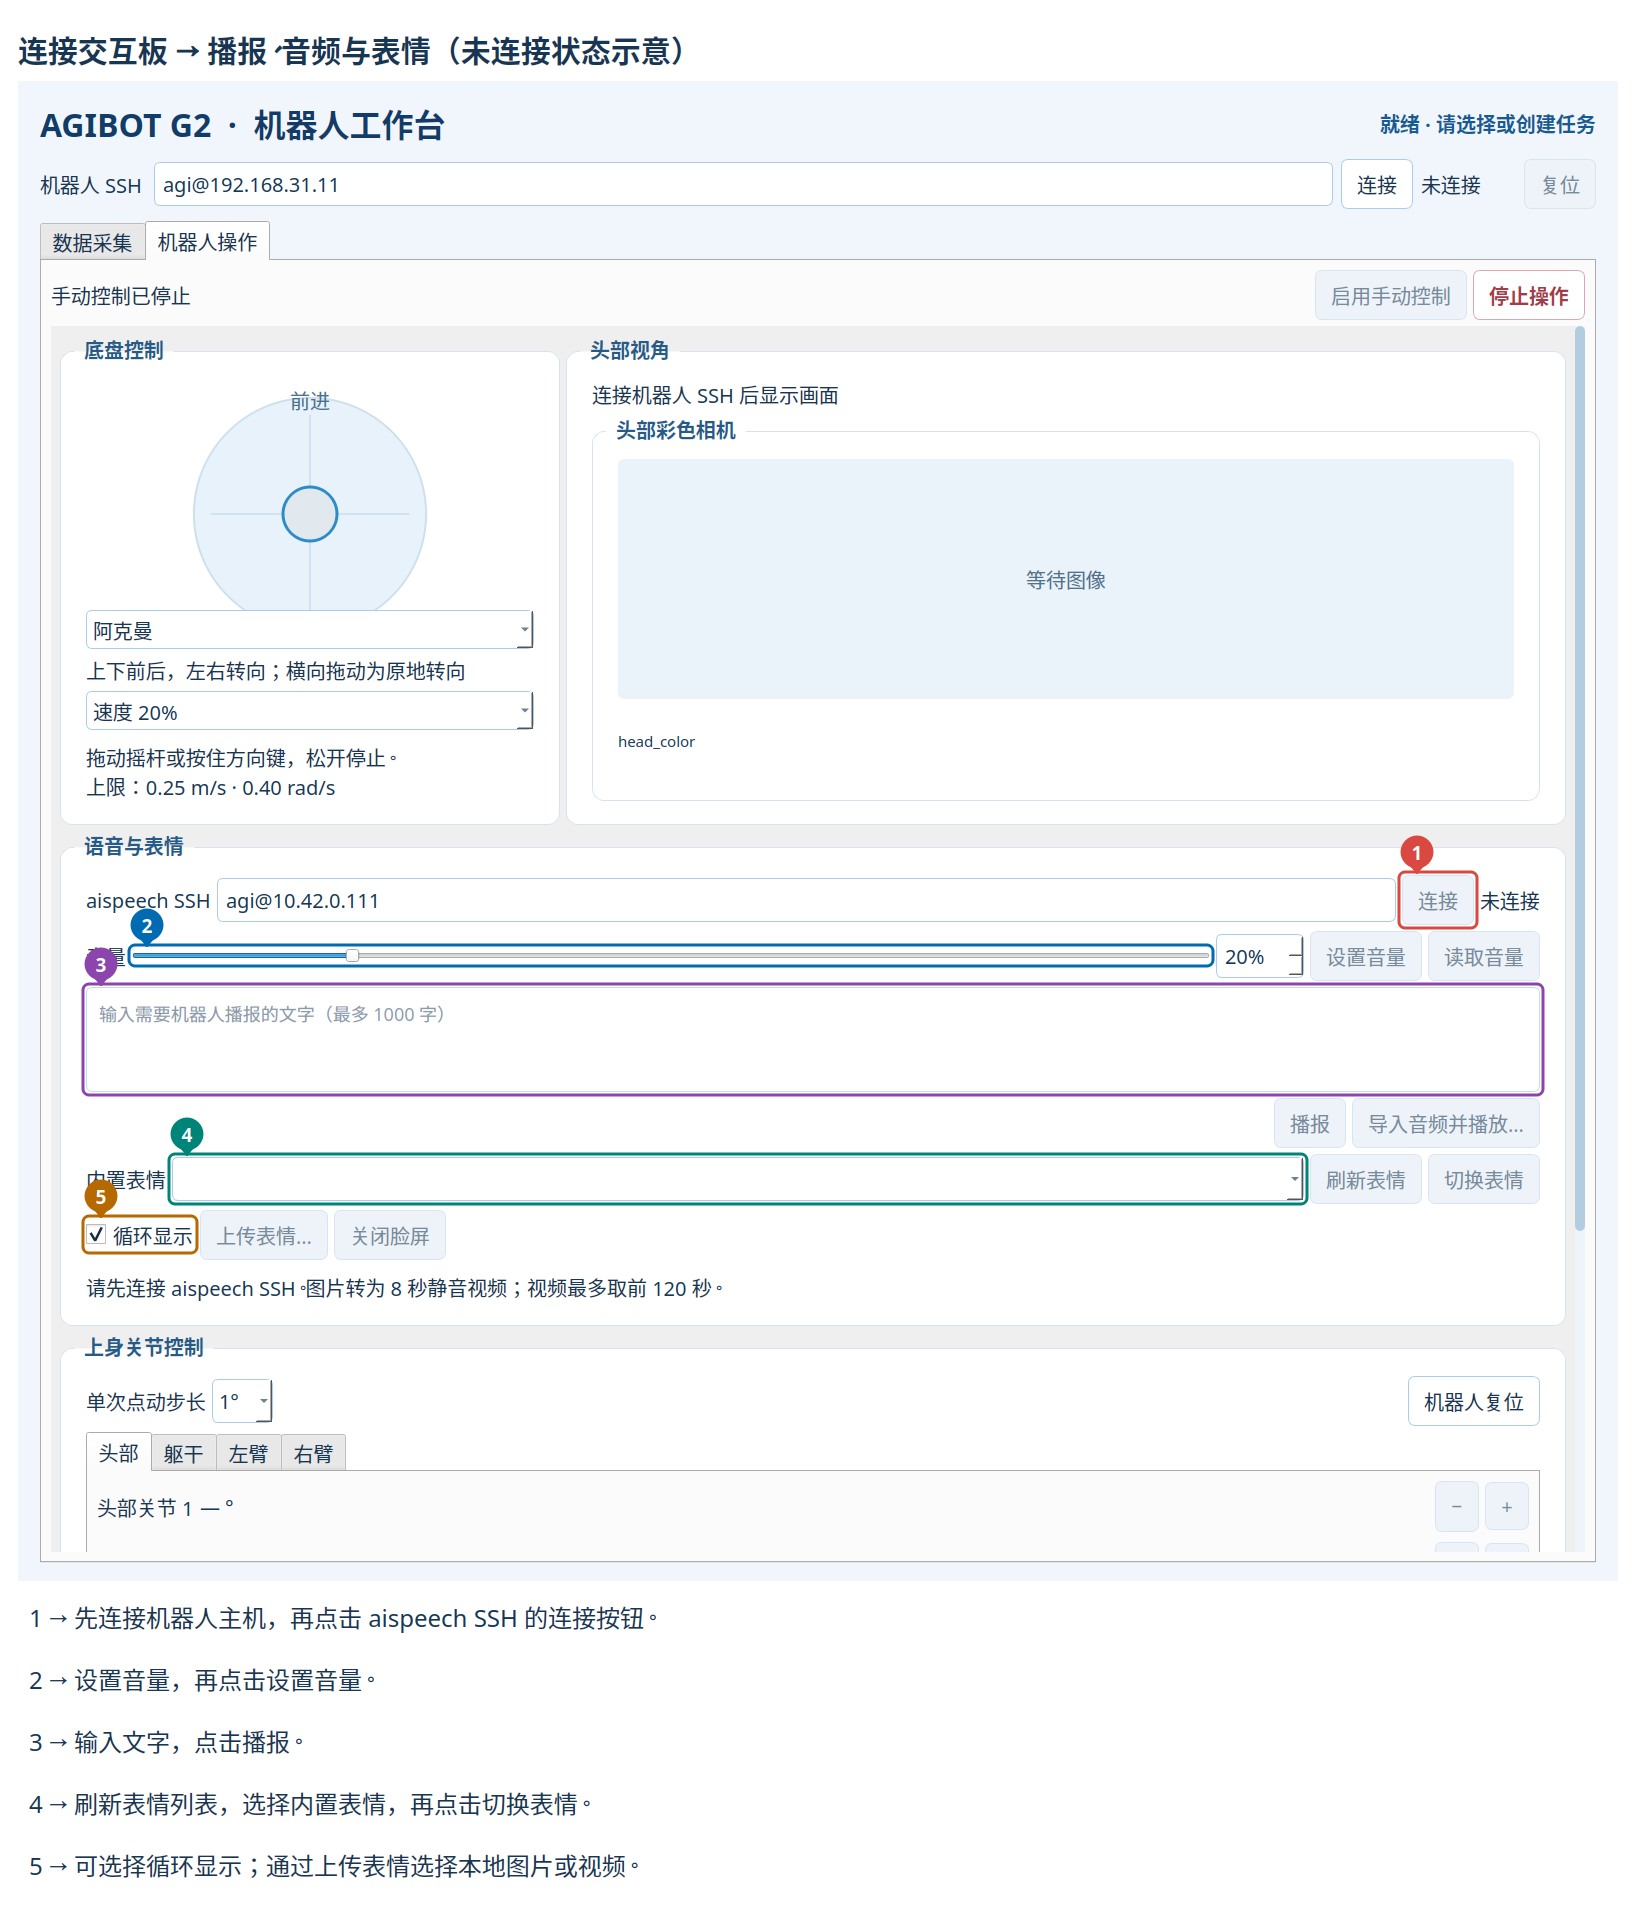 连接交互板 → 播报、音频与表情（未连接状态示意）
AGIBOT G2 · 机器人工作台
就绪 · 请选择或创建任务
机器人 SSH
agi@192.168.31.11
连接
未连接
复位
数据采集
机器人操作
手动控制已停止
启用手动控制
停止操作
底盘控制
前进
阿克曼
上下前后，左右转向；横向拖动为原地转向
速度 20%
拖动摇杆或按住方向键，松开停止。
上限：0.25 m/s · 0.40 rad/s
头部视角
连接机器人 SSH 后显示画面
头部彩色相机
等待图像
head_color
语音与表情
1
aispeech SSH
agi@10.42.0.111
连接
未连接
2
量
20%
设置音量
读取音量
3
输入需要机器人播报的文字（最多 1000 字）
播报
导入音频并播放...
4
内置表情
刷新表情
切换表情
5
循环显示
上传表情...
关闭脸屏
请先连接 aispeech SSH。图片转为 8 秒静音视频；视频最多取前 120 秒。
上身关节控制
单次点动步长
1°
机器人复位
头部
躯干
左臂
右臂
头部关节 1 — °
−
+
1 → 先连接机器人主机，再点击 aispeech SSH 的连接按钮。
2 → 设置音量，再点击设置音量。
3 → 输入文字，点击播报。
4 → 刷新表情列表，选择内置表情，再点击切换表情。
5 → 可选择循环显示；通过上传表情选择本地图片或视频。